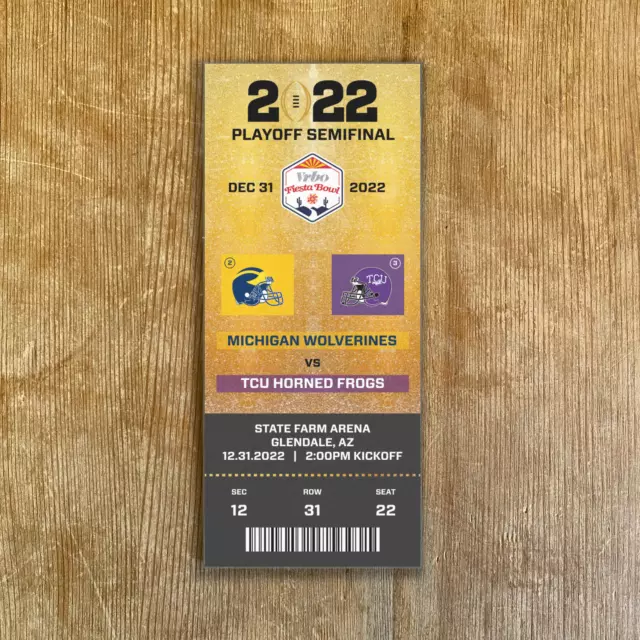 2022
PLAYOFF SEMIFINAL
DEC 31
Vrbo
Fiesta Bowl
2022
2
TCU
3
MICHIGAN WOLVERINES
vs
TCU HORNED FROGS
STATE FARM ARENA
GLENDALE, AZ
12.31.2022 | 2:00PM KICKOFF
SEC ROW SEAT
12 31 22